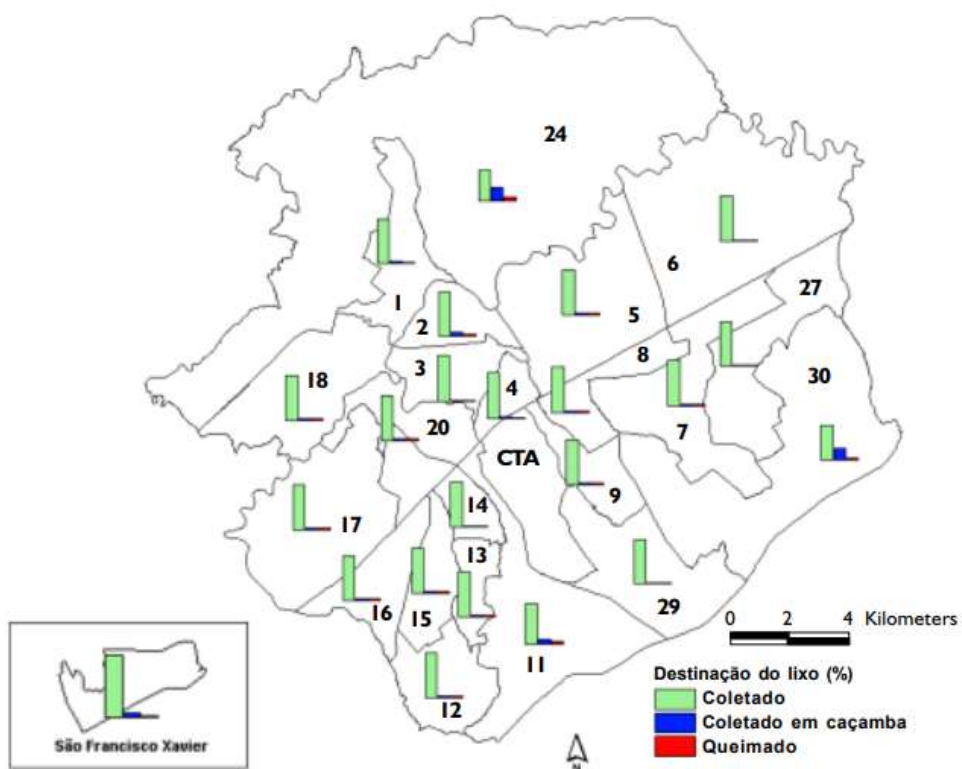 24
6
27
1
2
5
8
3
18
4
30
20
7
CTA
9
14
17
13
16
15
29
11
12
0 2 4 Kilometers
Destinação do lixo (%)
Coletado
Coletado em caçamba
Queimado
São Francisco Xavier
N